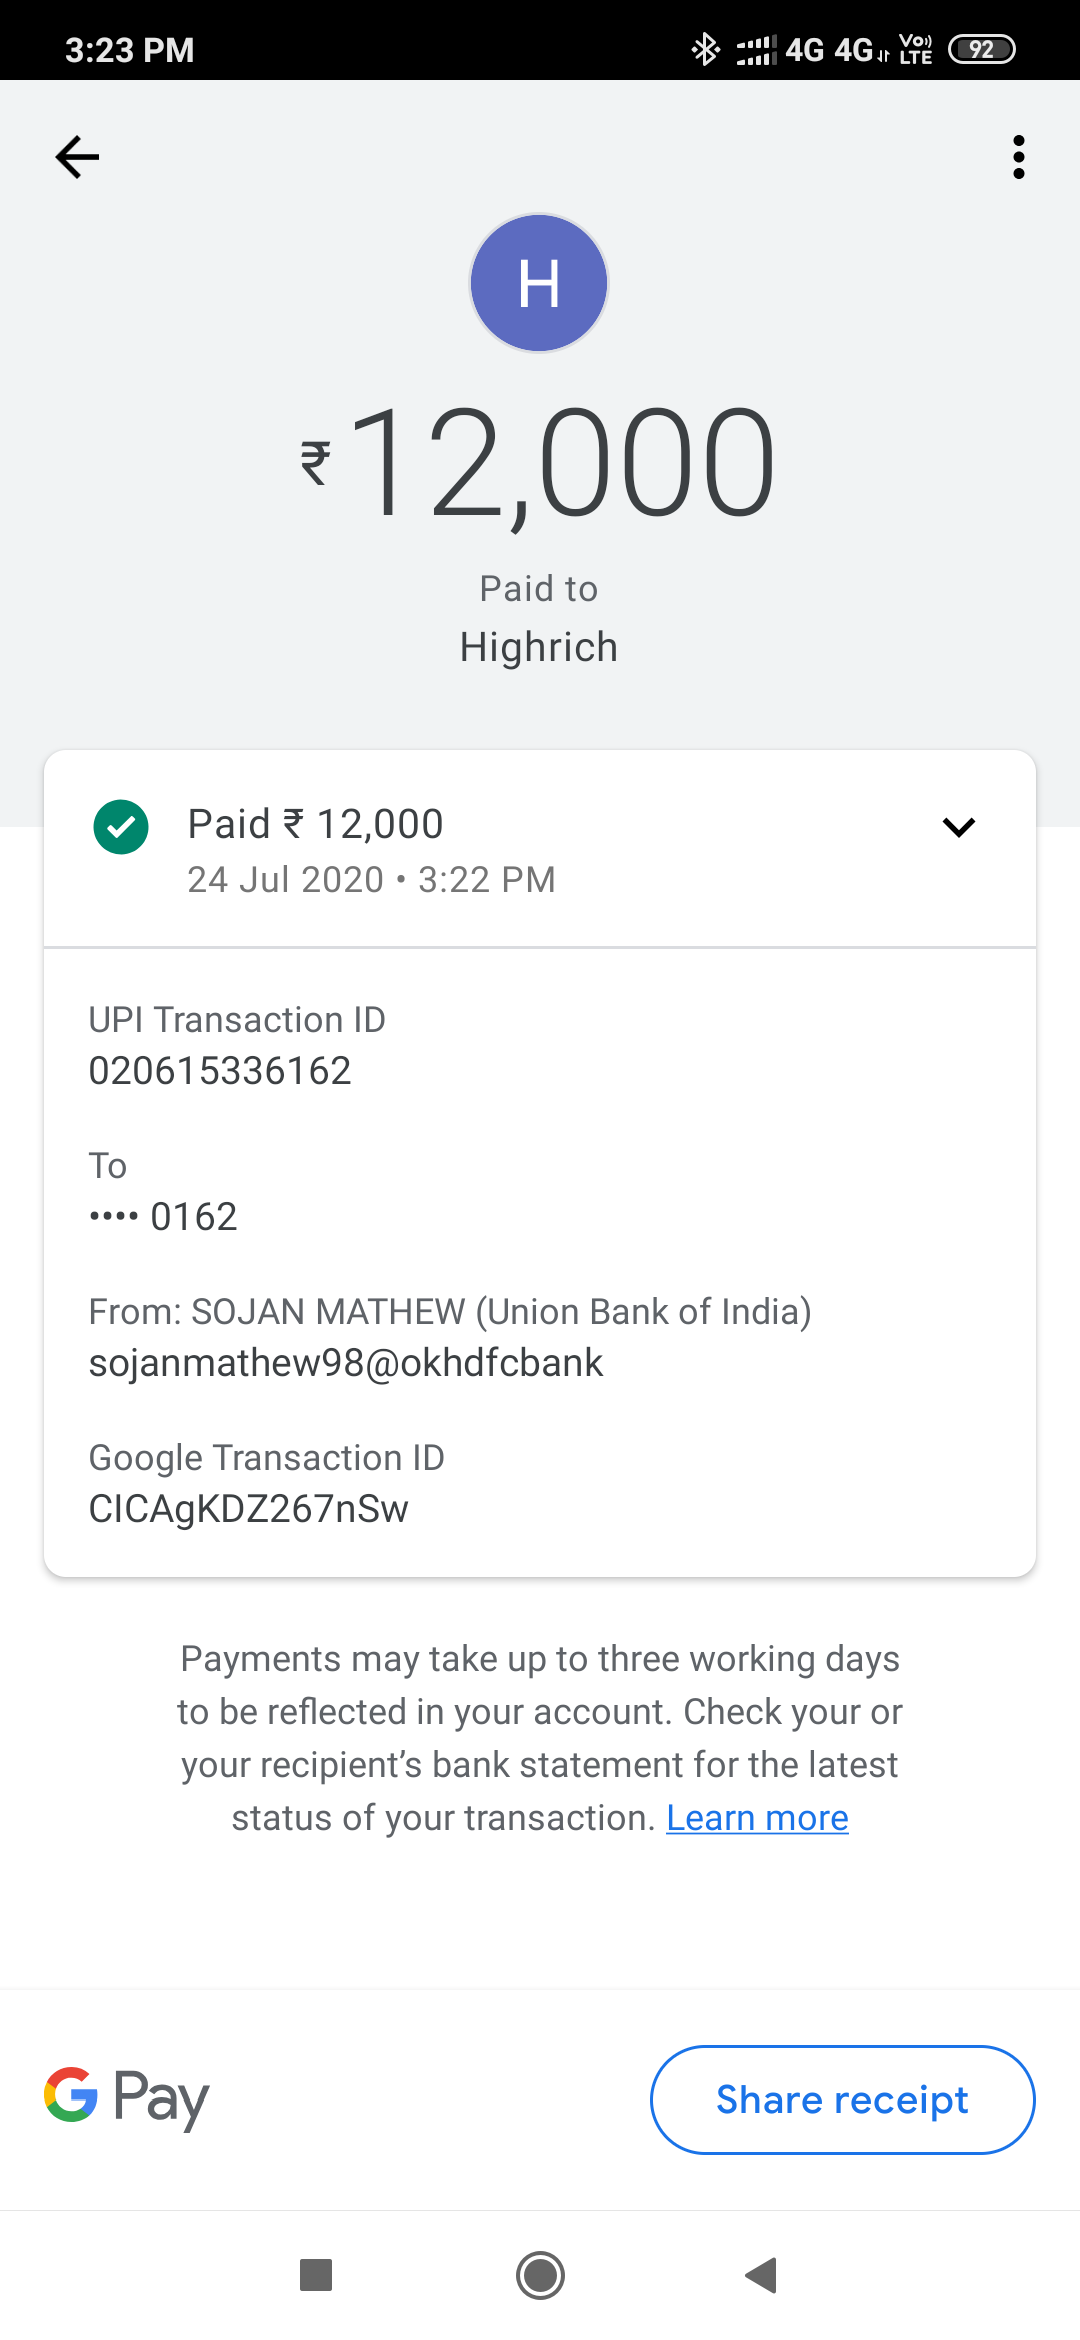 3:23 PM 4G 4G Vo)) LTE 92
H
₹12,000
Paid to
Highrich
Paid ₹ 12,000
24 Jul 2020 • 3:22 PM
UPI Transaction ID
020615336162
To
•••• 0162
From: SOJAN MATHEW (Union Bank of India)
sojanmathew98@okhdfcbank
Google Transaction ID
CICAgKDZ267nSw
Payments may take up to three working days
to be reflected in your account. Check your or
your recipient’s bank statement for the latest
status of your transaction. Learn more
G Pay
Share receipt